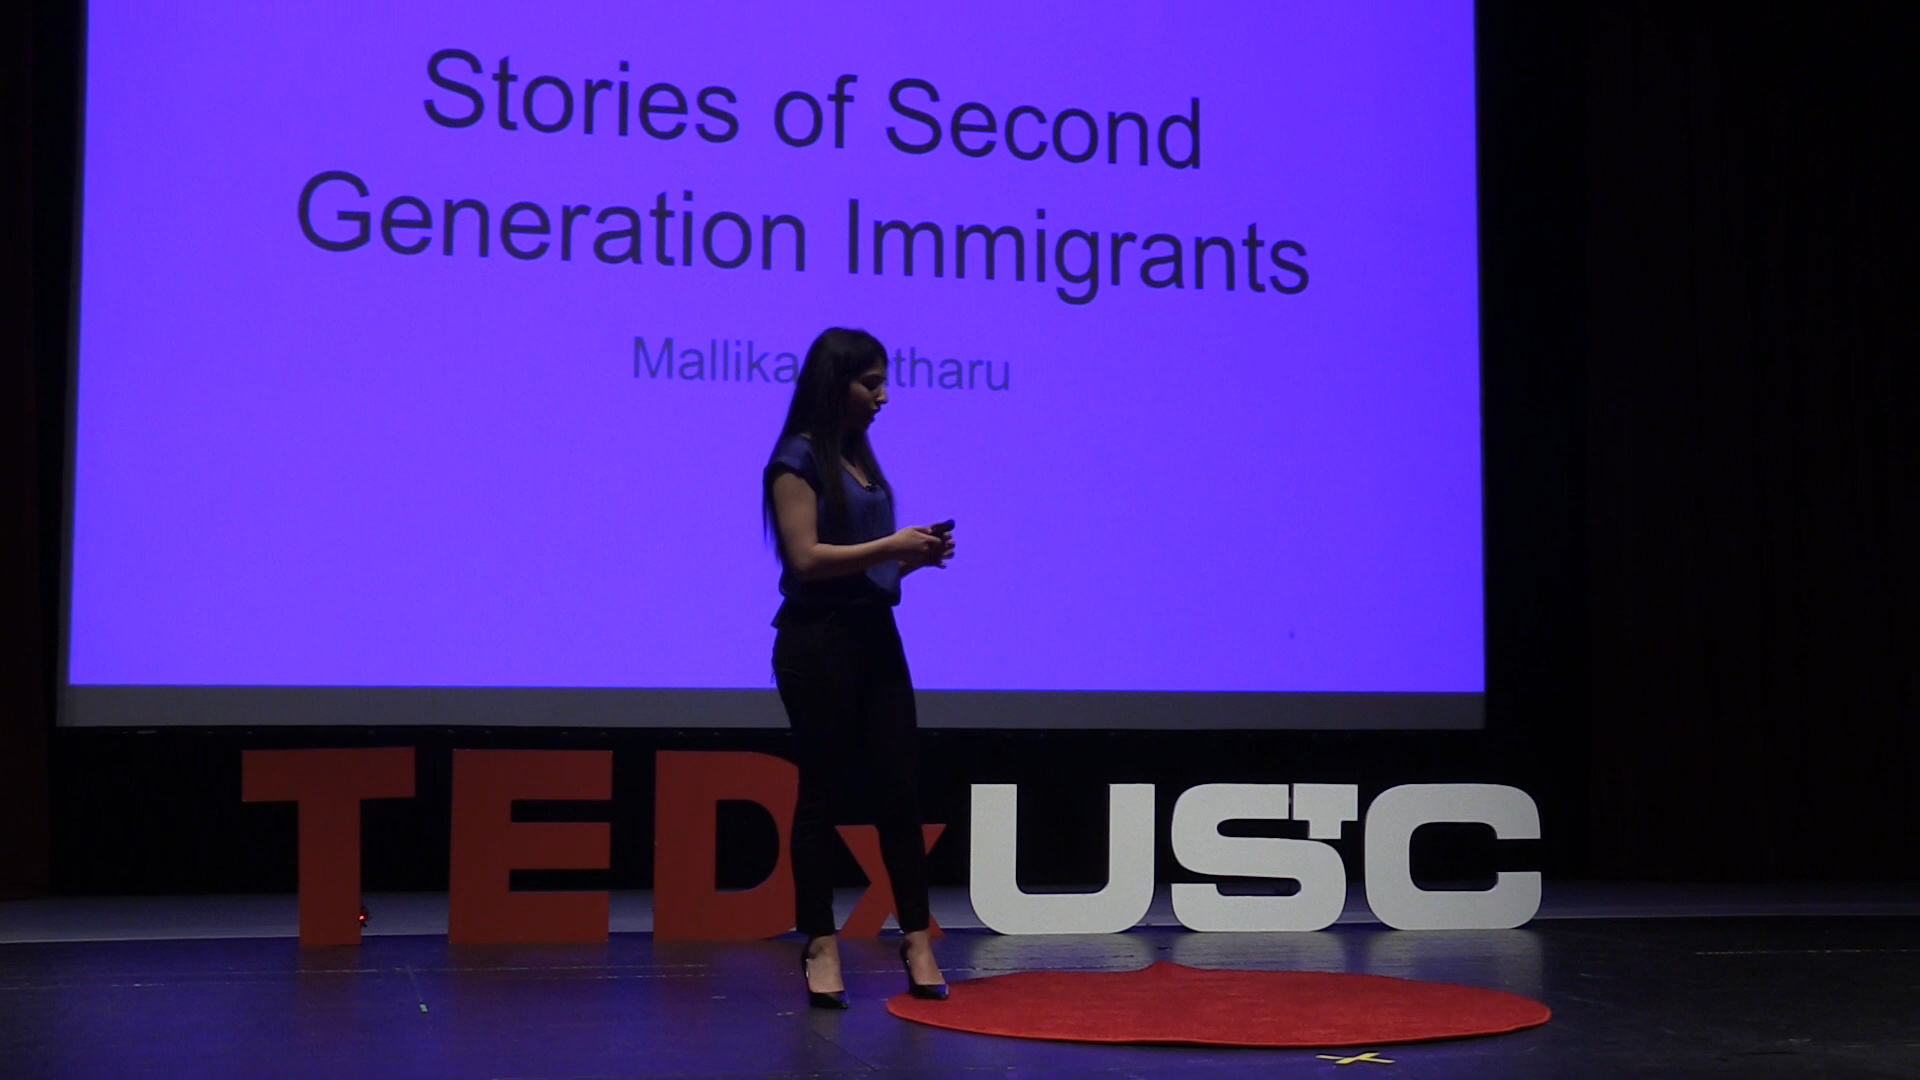 Stories of Second
Generation Immigrants
Mallika
TEDxUSC